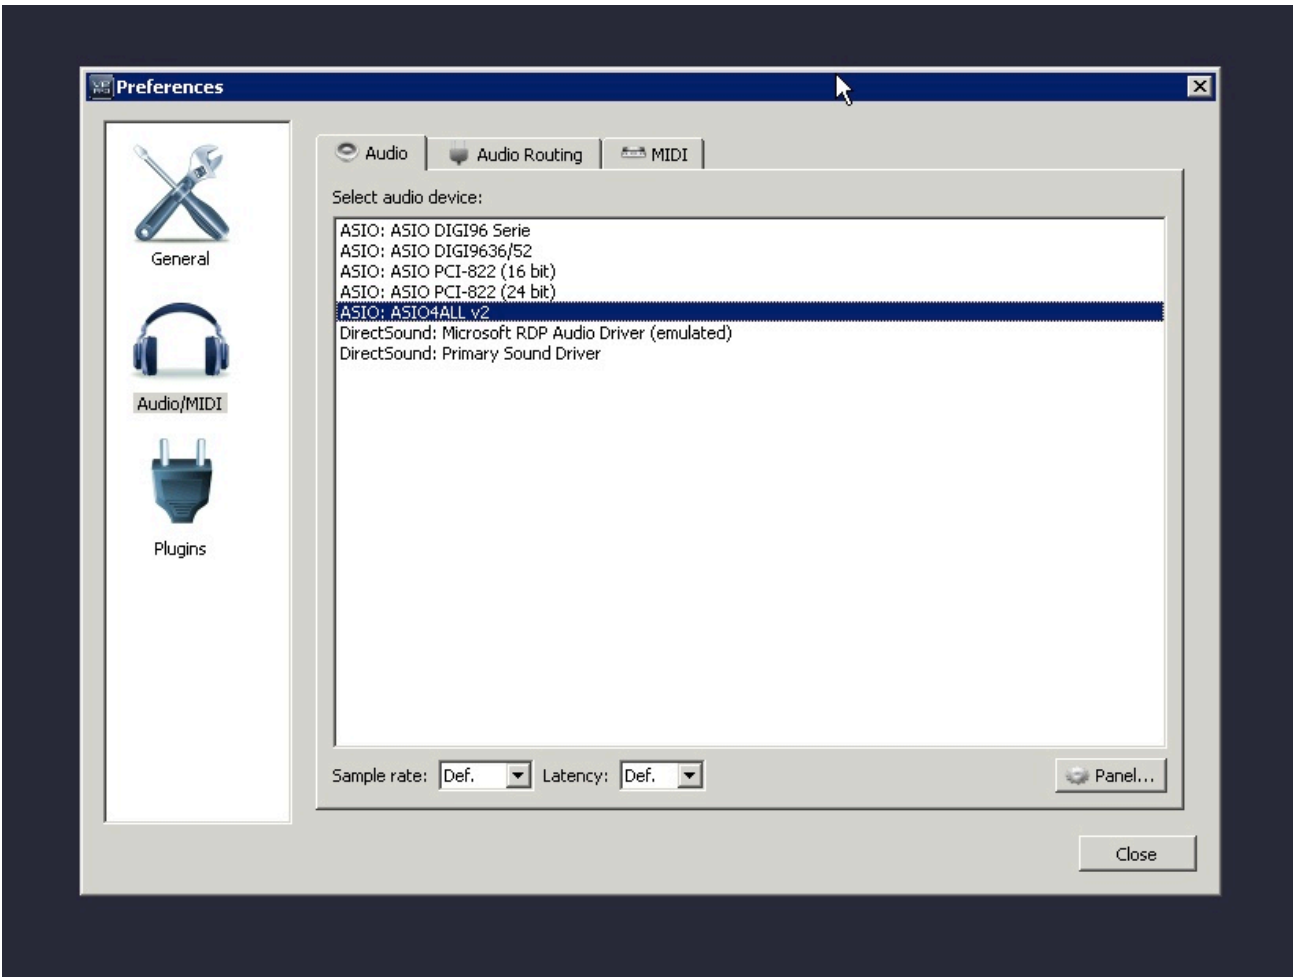 Preferences
General
Audio/MIDI
Plugins
Audio
Audio Routing
MIDI
Select audio device:
ASIO: ASIO DIGI96 Serie
ASIO: ASIO DIGI9636/52
ASIO: ASIO PCI-822 (16 bit)
ASIO: ASIO PCI-822 (24 bit)
ASIO: ASIO4ALL v2
DirectSound: Microsoft RDP Audio Driver (emulated)
DirectSound: Primary Sound Driver
Sample rate: Def. Latency: Def. Panel...
Close